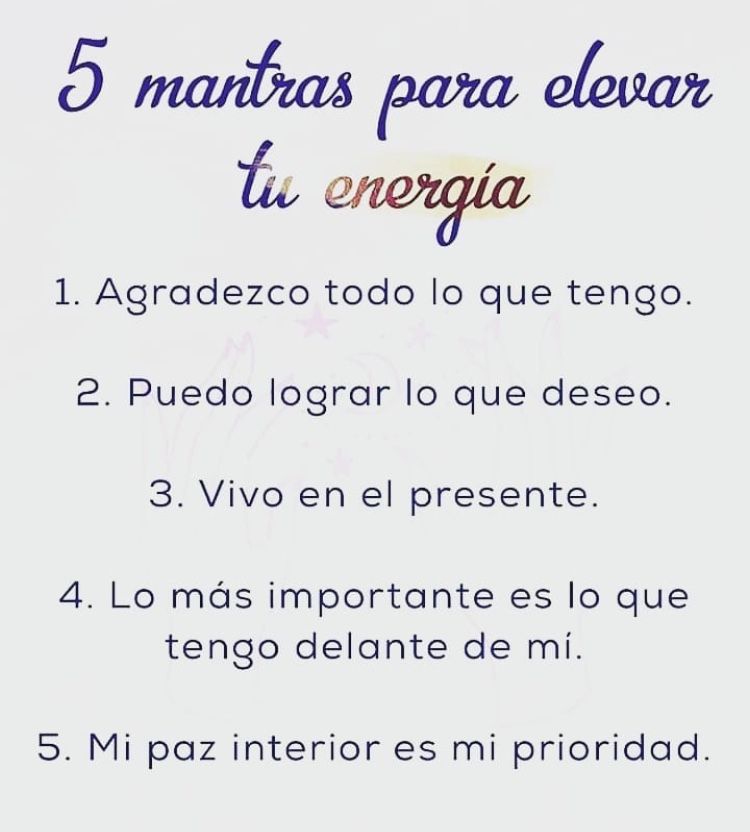 5 mantras para elevar
tu energía
1. Agradezco todo lo que tengo.
2. Puedo lograr lo que deseo.
3. Vivo en el presente.
4. Lo más importante es lo que
tengo delante de mí.
5. Mi paz interior es mi prioridad.